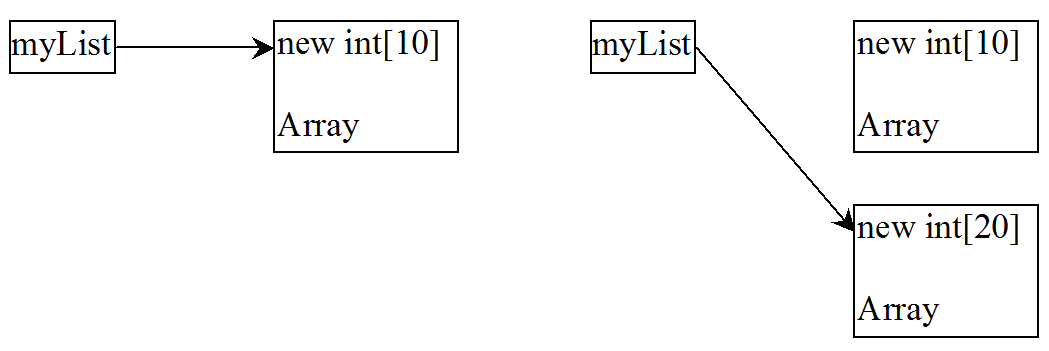 myList
new int[10]
Array
myList
new int[10]
Array
new int[20]
Array